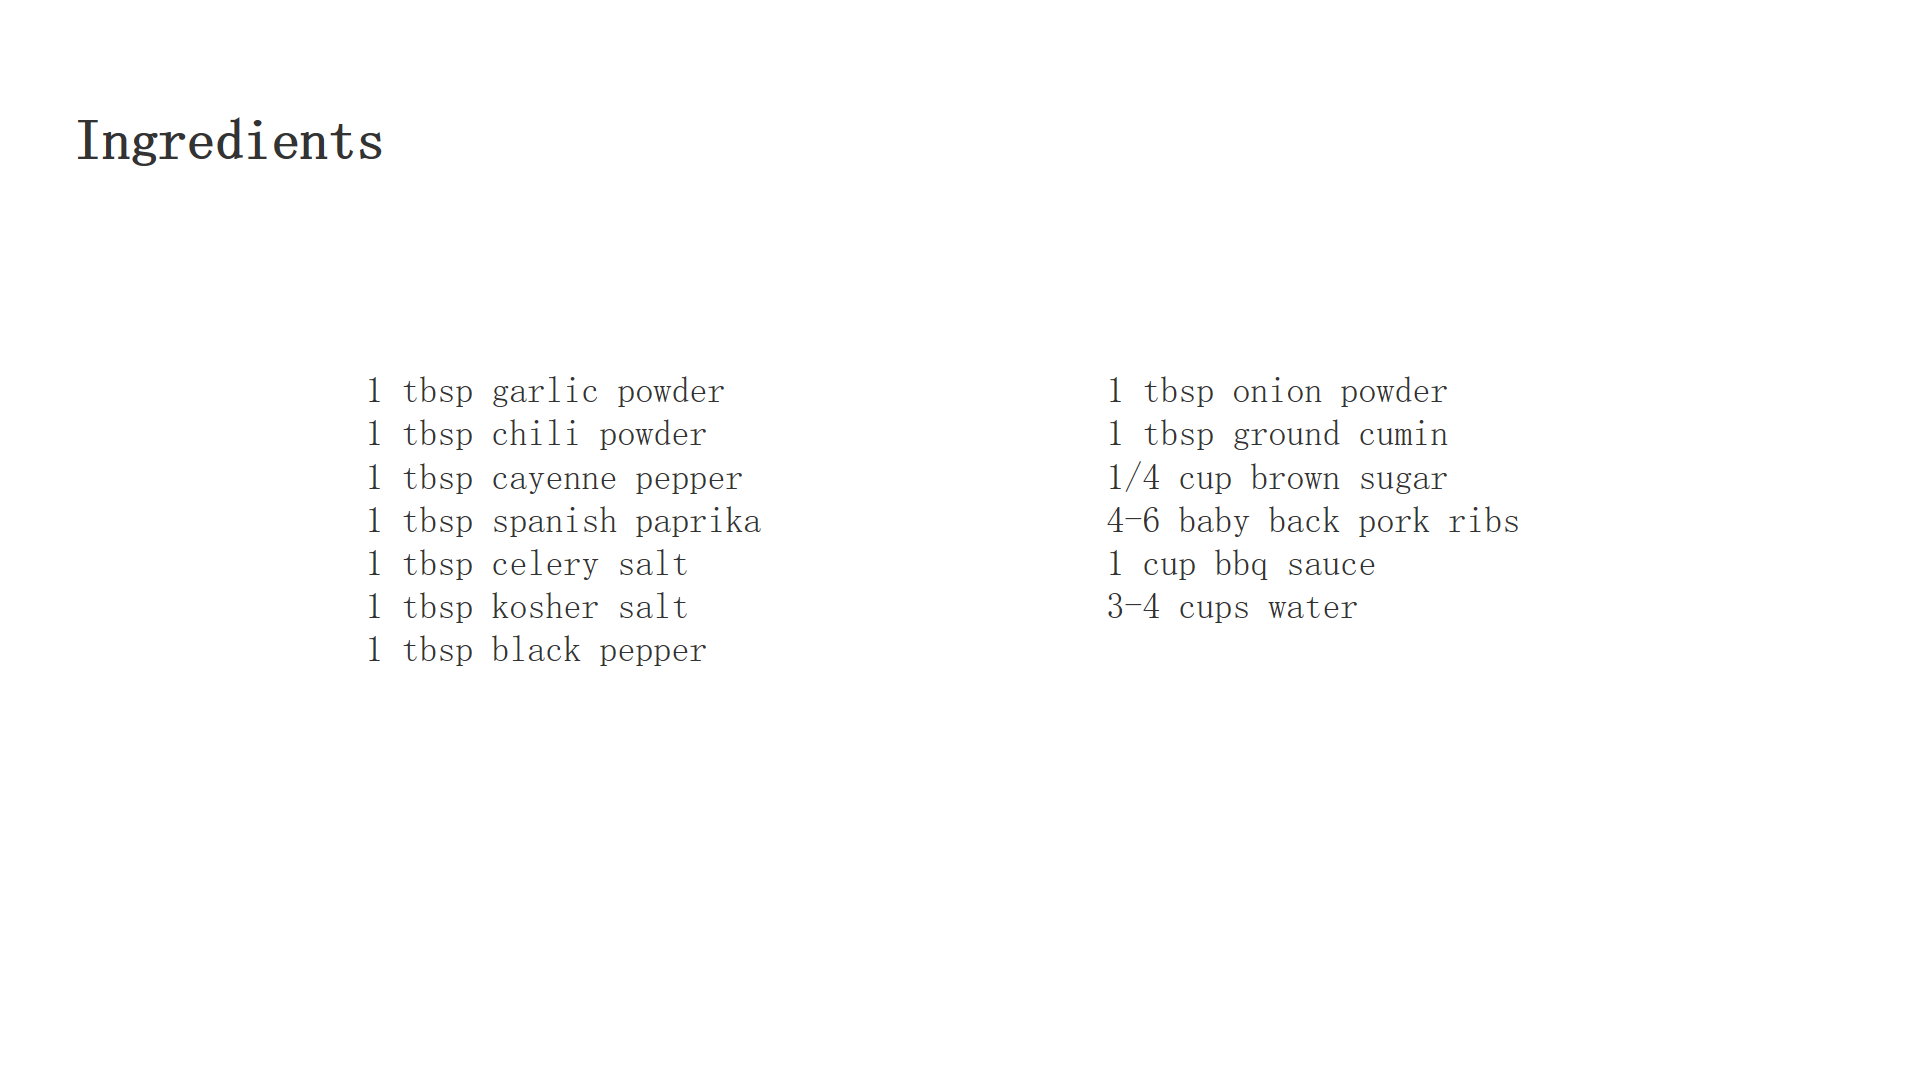 Ingredients
1 tbsp garlic powder
1 tbsp chili powder
1 tbsp cayenne pepper
1 tbsp spanish paprika
1 tbsp celery salt
1 tbsp kosher salt
1 tbsp black pepper
1 tbsp onion powder
1 tbsp ground cumin
1/4 cup brown sugar
4-6 baby back pork ribs
1 cup bbq sauce
3-4 cups water